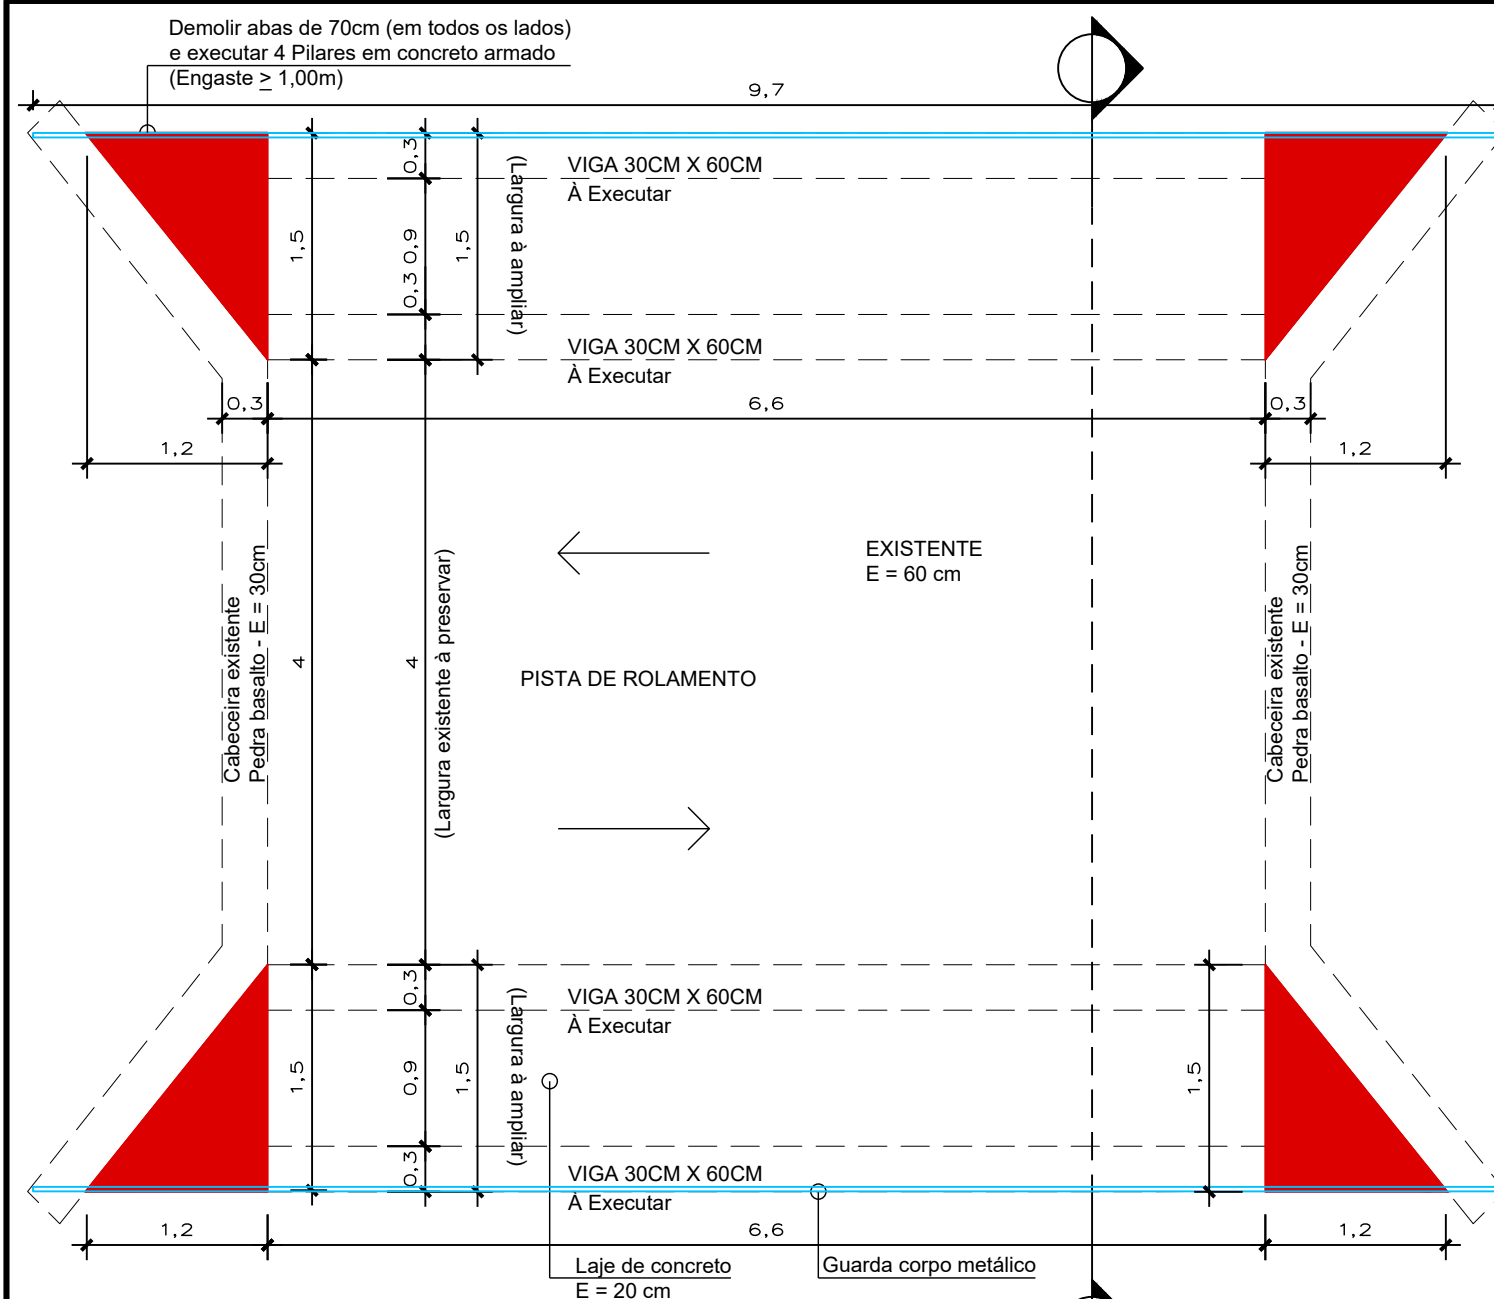 Demolir abas de 70cm (em todos os lados)
e executar 4 Pilares em concreto armado
(Engaste ≥ 1,00m)
9,7
0,3
VIGA 30CM X 60CM
À Executar
1,5
0,9
1,5
(Largura à ampliar)
0,3
VIGA 30CM X 60CM
À Executar
0,3
6,6
0,3
1,2
1,2
EXISTENTE
E = 60 cm
Cabeceira existente
Pedra basalto - E = 30cm
4
4
(Largura existente à preservar)
PISTA DE ROLAMENTO
Cabeceira existente
Pedra basalto - E = 30cm
0,3
VIGA 30CM X 60CM
À Executar
1,5
0,9
1,5
(Largura à ampliar)
1,5
0,3
VIGA 30CM X 60CM
À Executar
1,2
6,6
1,2
Laje de concreto
E = 20 cm
Guarda corpo metálico